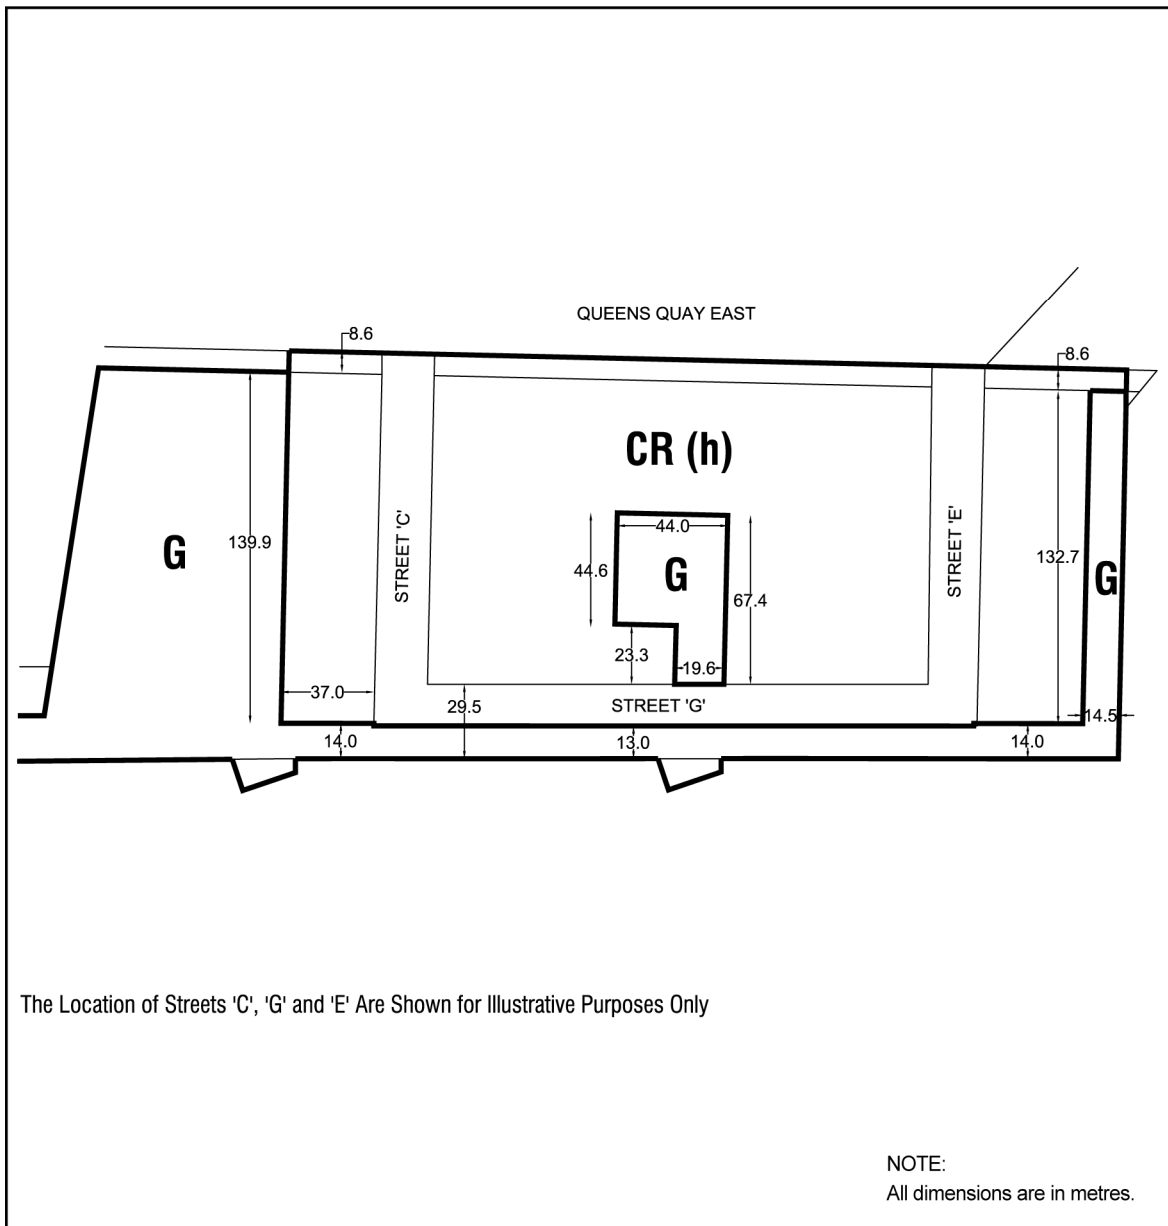 QUEENS QUAY EAST
8.6
8.6
CR (h)
STREET 'C'
STREET 'E'
44.0
139.9
G
44.6
G
67.4
132.7
G
23.3
19.6
37.0
29.5
STREET 'G'
14.5
14.0
13.0
14.0
The Location of Streets 'C', 'G' and 'E' Are Shown for Illustrative Purposes Only
NOTE:
All dimensions are in metres.